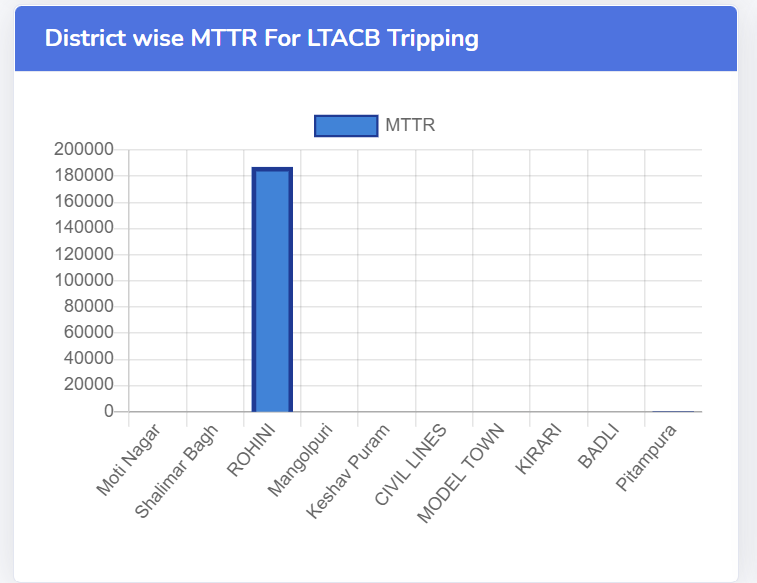 District wise MTTR For LTACB Tripping
MTTR
200000
180000
160000
140000
120000
100000
80000
60000
40000
20000
0
Moti Nagar
Shalimar Bagh
ROHINI
Mangolpuri
Keshav Puram
CIVIL LINES
MODEL TOWN
KIRARI
BADLI
Pitampura